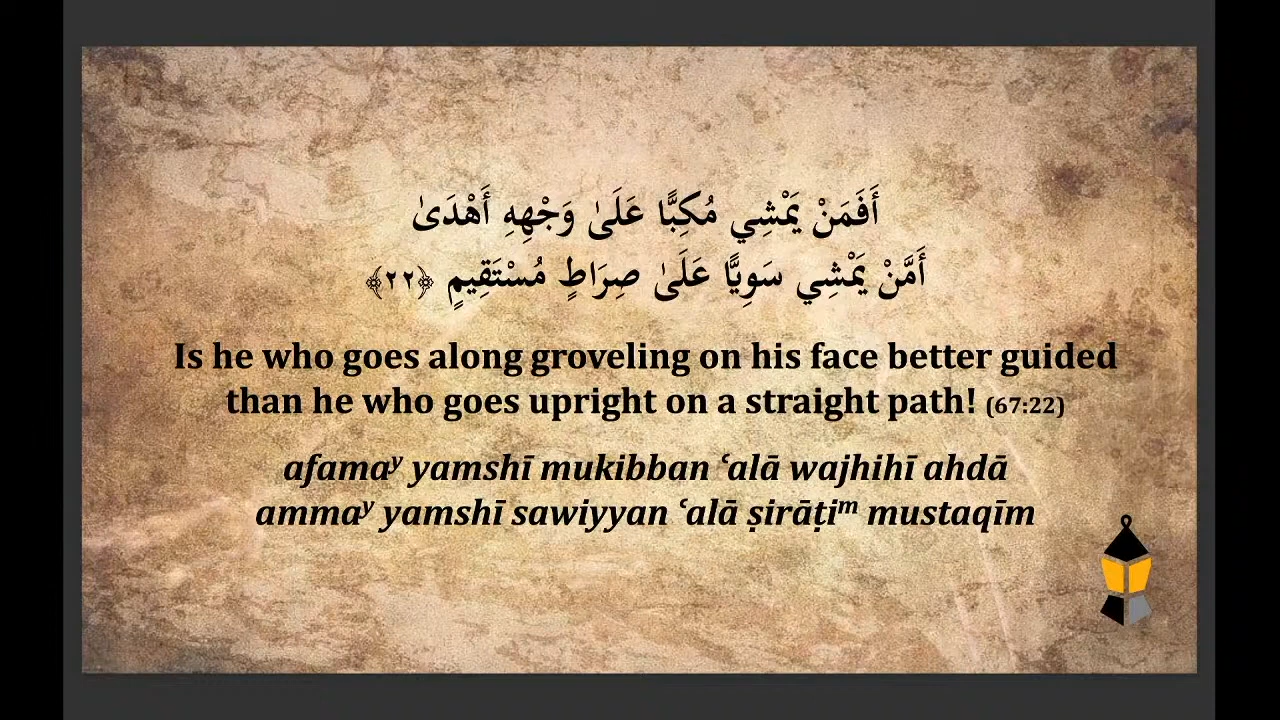 أَفَمَنْ يَمْشِي مُكِبًّا عَلَىٰ وَجْهِهِ أَهْدَىٰ
أَمَّنْ يَمْشِي سَوِيًّا عَلَىٰ صِرَاطٍ مُسْتَقِيمٍ ﴿٢٢﴾
Is he who goes along groveling on his face better guided
than he who goes upright on a straight path! (67:22)
afamaʸ yamshī mukibban ʿalā wajhihī ahdā
ammaʸ yamshī sawiyyan ʿalā ṣirāṭiᵐ mustaqīm